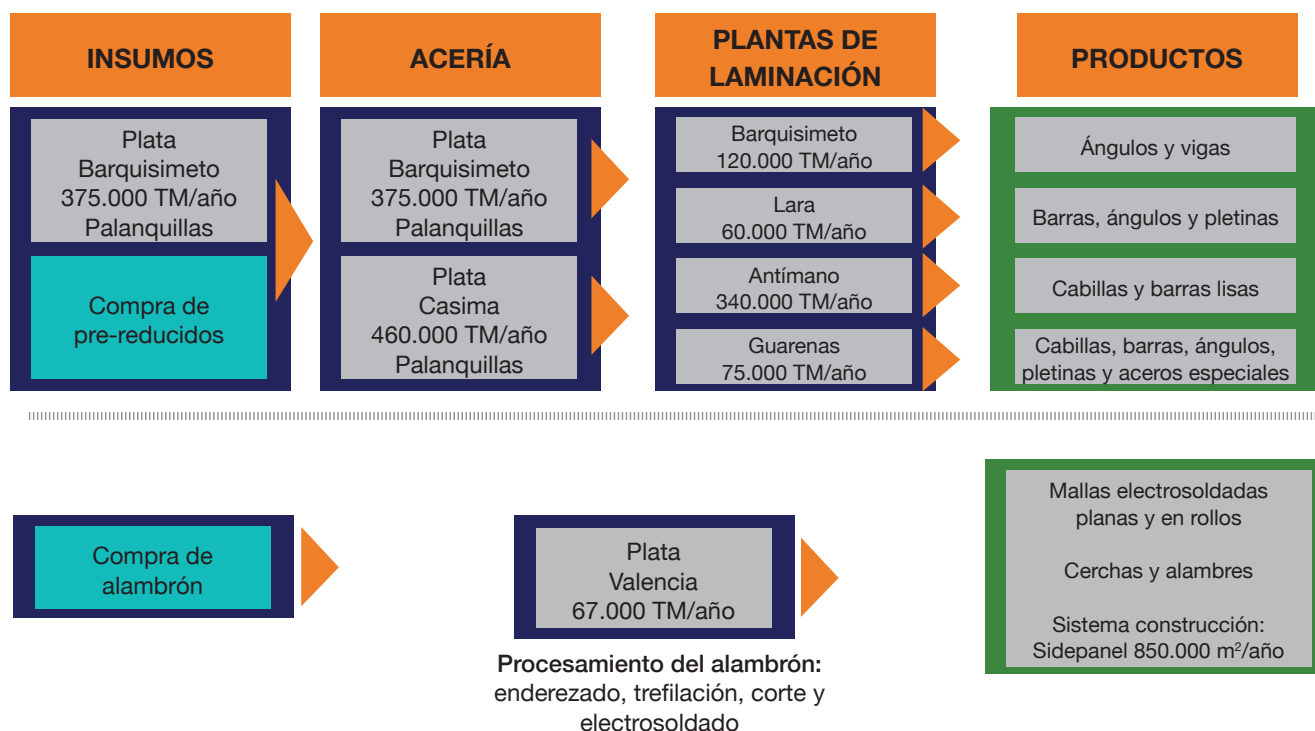 INSUMOS
ACERÍA
PLANTAS DE
LAMINACIÓN
PRODUCTOS
Plata
Barquisimeto
375.000 TM/año
Palanquillas
Compra de
pre-reducidos
Plata
Barquisimeto
375.000 TM/año
Palanquillas
Plata
Casima
460.000 TM/año
Palanquillas
Barquisimeto
120.000 TM/año
Lara
60.000 TM/año
Antímano
340.000 TM/año
Guarenas
75.000 TM/año
Ángulos y vigas
Barras, ángulos y pletinas
Cabillas y barras lisas
Cabillas, barras, ángulos,
pletinas y aceros especiales
Compra de
alambrón
Plata
Valencia
67.000 TM/año
Procesamiento del alambrón:
enderezado, trefilación, corte y
electrosoldado
Mallas electrosoldadas
planas y en rollos
Cerchas y alambres
Sistema construcción:
Sidepanel 850.000 m²/año